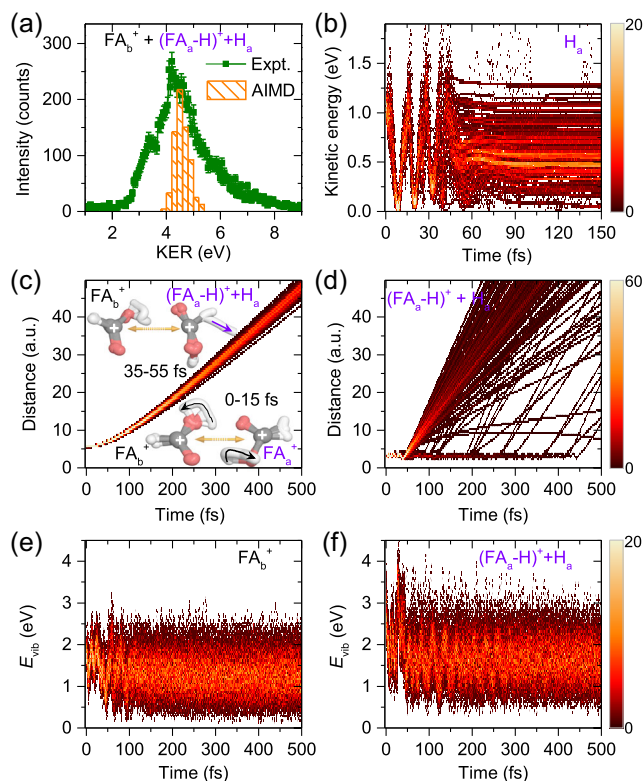 (a)
FA_b^+ + (FA_a-H)^+ + H_a
Expt.
AIMD
Intensity (counts)
300
200
100
0
2 4 6 8
KER (eV)
(b)
H_a
Kinetic energy (eV)
1.5
1.0
0.5
0.0
0 30 60 90 120 150
Time (fs)
20
0
(c)
FA_b^+
(FA_a-H)^+ + H_a
35-55 fs
0-15 fs
FA_b^+
FA_a^+
Distance (a.u.)
40
30
20
10
0
0 100 200 300 400 500
Time (fs)
(d)
(FA_a-H)^+ + H_a
Distance (a.u.)
40
30
20
10
0
0 100 200 300 400 500
Time (fs)
60
0
(e)
FA_b^+
E_vib (eV)
4
3
2
1
0
0 100 200 300 400 500
Time (fs)
(f)
(FA_a-H)^+ + H_a
E_vib (eV)
4
3
2
1
0
0 100 200 300 400 500
Time (fs)
20
0